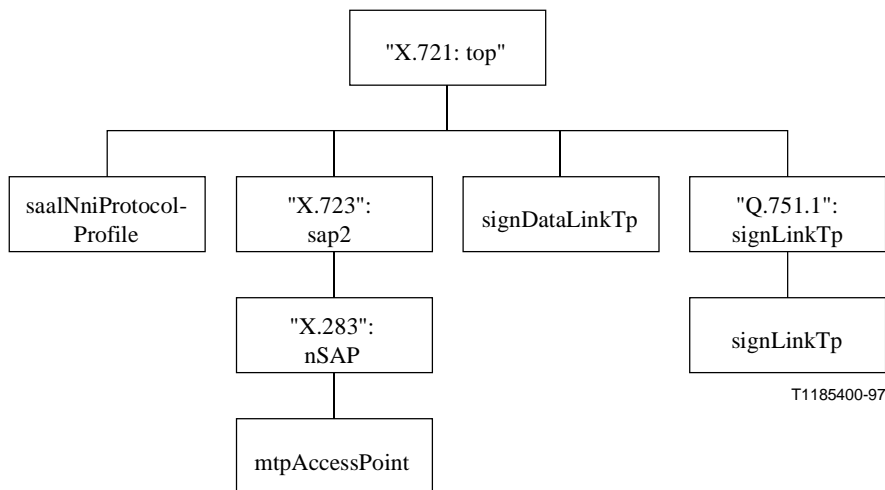 "X.721: top"
saalNniProtocol-
Profile
"X.723":
sap2
signDataLinkTp
"Q.751.1":
signLinkTp
"X.283":
nSAP
signLinkTp
T1185400-97
mtpAccessPoint